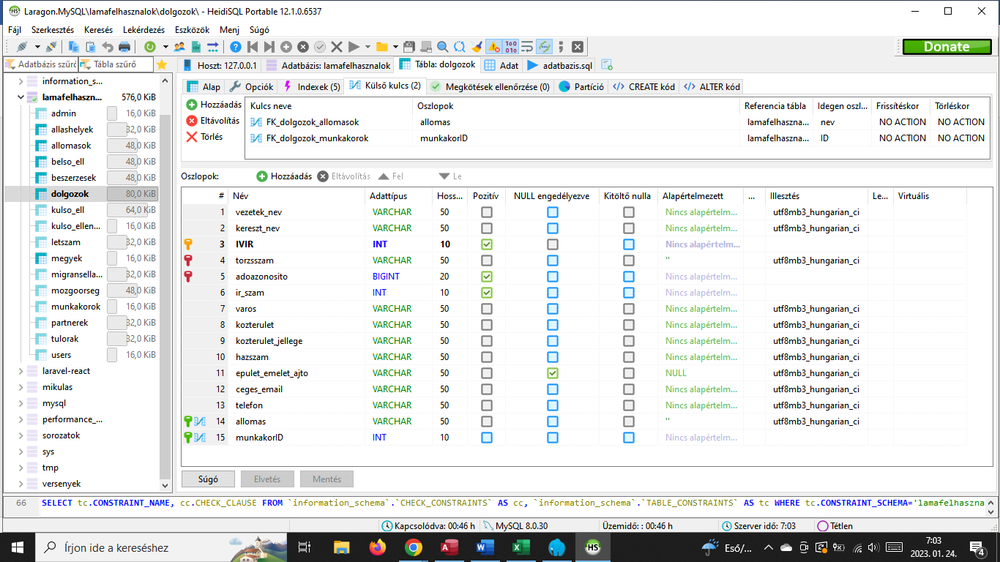 Laragon.MySQL\lamafelhasznalok\dolgozok\ - HeidiSQL Portable 12.1.0.6537
Fájl Szerkesztés Keresés Lekérdezés Eszközök Menj Súgó
Donate
Adatbázis szűrő Tábla szűrő
Hoszt: 127.0.0.1 Adatbázis: lamafelhasznalok Tábla: dolgozok Adat adatbazis.sql
information_s...
lamafelhaszn... 576,0 KiB
admin 16,0 KiB
allashelyek 32,0 KiB
allomasok 48,0 KiB
belso_ell 48,0 KiB
beszerzesek 48,0 KiB
dolgozok 80,0 KiB
kulso_ell 64,0 KiB
kulso_ellen... 16,0 KiB
letszam 32,0 KiB
megyek 16,0 KiB
migransella... 32,0 KiB
mozgoorseg 48,0 KiB
munkakorok 16,0 KiB
partnerek 32,0 KiB
tulorak 32,0 KiB
users 16,0 KiB
laravel-react
mikulas
mysql
performance_...
sorozatok
sys
tmp
versenyek
Alap Opciók Indexek (5) Külső kulcs (2) Megkötések ellenőrzése (0) Partíció CREATE kód ALTER kód
Hozzáadás
Eltávolítás
Törlés
Kulcs neve Oszlopok Referencia tábla Idegen oszl... Frissítéskor Törléskor
FK_dolgozok_allomasok allomas lamafelhaszna... nev NO ACTION NO ACTION
FK_dolgozok_munkakorok munkakorID lamafelhaszna... ID NO ACTION NO ACTION
Oszlopok: Hozzáadás Eltávolítás Fel Le
# Név Adattípus Hoss... Pozitív NULL engedélyezve Kitöltő nulla Alapértelmezett ... Illesztés Le... Virtuális
1 vezetek_nev VARCHAR 50 Nincs alapértelm... utf8mb3_hungarian_ci
2 kereszt_nev VARCHAR 50 Nincs alapértelm... utf8mb3_hungarian_ci
3 IVIR INT 10 Nincs alapértelm...
4 torzsszam VARCHAR 50 '' utf8mb3_hungarian_ci
5 adoazonosito BIGINT 20 Nincs alapértelm...
6 ir_szam INT 10 Nincs alapértelm...
7 varos VARCHAR 50 Nincs alapértelm... utf8mb3_hungarian_ci
8 kozterulet VARCHAR 50 Nincs alapértelm... utf8mb3_hungarian_ci
9 kozterulet_jellege VARCHAR 50 Nincs alapértelm... utf8mb3_hungarian_ci
10 hazszam VARCHAR 50 Nincs alapértelm... utf8mb3_hungarian_ci
11 epulet_emelet_ajto VARCHAR 50 NULL utf8mb3_hungarian_ci
12 ceges_email VARCHAR 50 Nincs alapértelm... utf8mb3_hungarian_ci
13 telefon VARCHAR 50 Nincs alapértelm... utf8mb3_hungarian_ci
14 allomas VARCHAR 50 '' utf8mb3_hungarian_ci
15 munkakorID INT 10 Nincs alapértelm...
Súgó Elvetés Mentés
66 SELECT tc.CONSTRAINT_NAME, cc.CHECK_CLAUSE FROM `information_schema`.`CHECK_CONSTRAINTS` AS cc, `information_schema`.`TABLE_CONSTRAINTS` AS tc WHERE tc.CONSTRAINT_SCHEMA='lamafelhaszna
Kapcsolódva: 00:46 h MySQL 8.0.30 Üzemidő: : 00:46 h Szerver idő: 7:03 Tétlen
Írjon ide a kereséshez
Eső/...
7:03
2023. 01. 24.
4